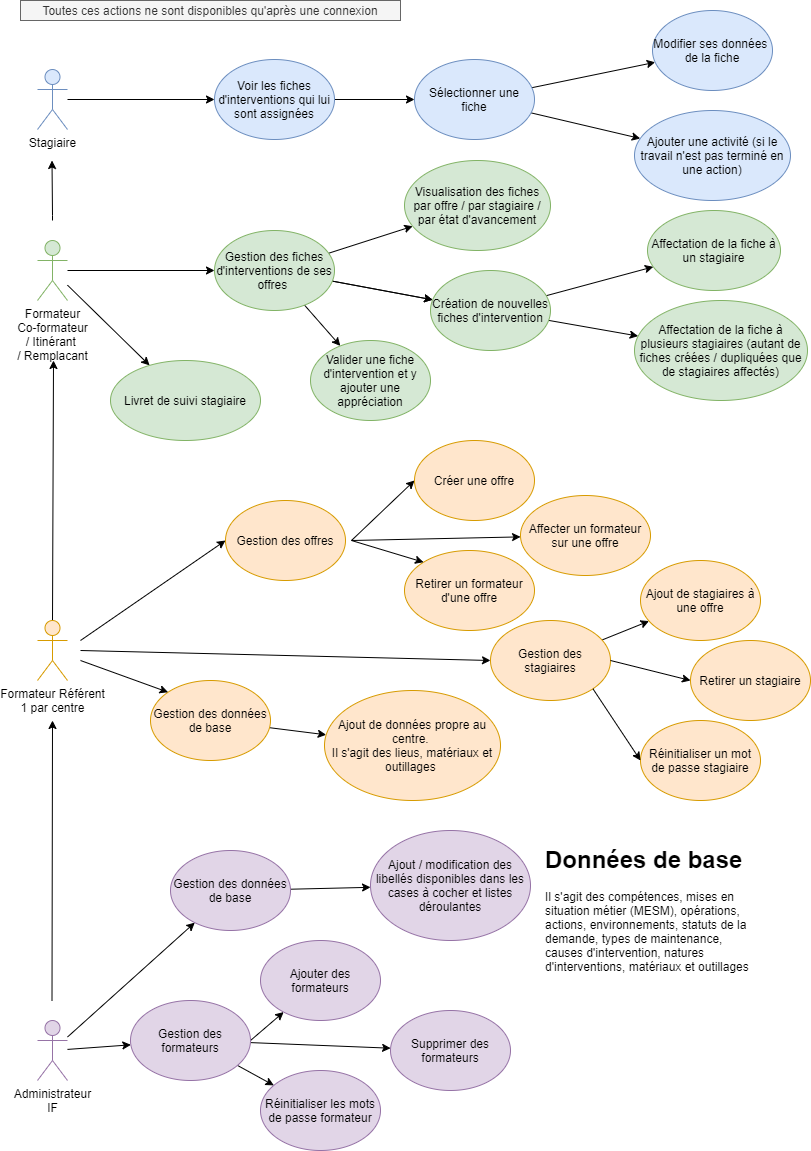 Toutes ces actions ne sont disponibles qu'après une connexion
Stagiaire
Voir les fiches
d'interventions qui lui
sont assignées
Sélectionner une
fiche
Modifier ses données
de la fiche
Ajouter une activité (si le
travail n'est pas terminé en
une action)
Formateur
Co-formateur
/ Itinérant
/ Remplacant
Gestion des fiches
d'interventions de ses
offres
Visualisation des fiches
par offre / par stagiaire /
par état d'avancement
Création de nouvelles
fiches d'intervention
Affectation de la fiche à
un stagiaire
Affectation de la fiche à
plusieurs stagiaires (autant de
fiches créées / dupliquées que
de stagiaires affectés)
Valider une fiche
d'intervention et y
ajouter une
appréciation
Livret de suivi stagiaire
Formateur Référent
1 par centre
Gestion des offres
Créer une offre
Affecter un formateur
sur une offre
Retirer un formateur
d'une offre
Gestion des
stagiaires
Ajout de stagiaires à
une offre
Retirer un stagiaire
Réinitialiser un mot
de passe stagiaire
Gestion des données
de base
Ajout de données propre au
centre.
Il s'agit des lieus, matériaux et
outillages
Administrateur
IF
Gestion des données
de base
Ajout / modification des
libellés disponibles dans les
cases à cocher et listes
déroulantes
Gestion des
formateurs
Ajouter des
formateurs
Supprimer des
formateurs
Réinitialiser les mots
de passe formateur
Données de base
Il s'agit des compétences, mises en
situation métier (MESM), opérations,
actions, environnements, statuts de la
demande, types de maintenance,
causes d'intervention, natures
d'interventions, matériaux et outillages